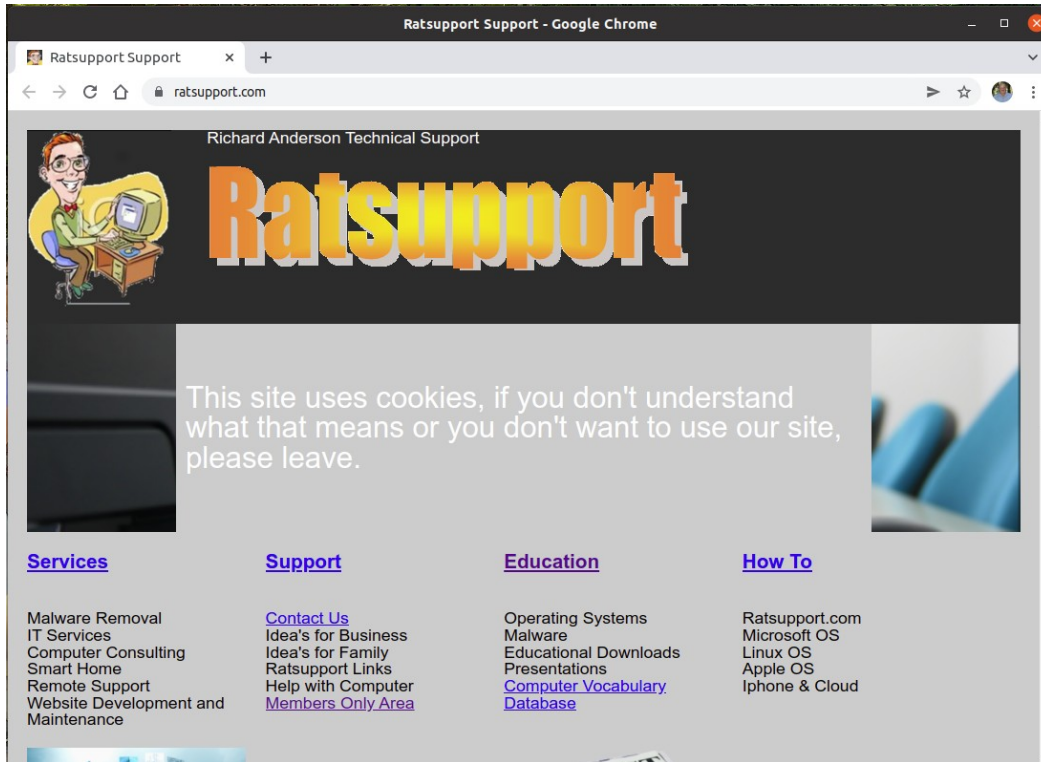 Ratsupport Support - Google Chrome
Ratsupport Support
ratsupport.com
Richard Anderson Technical Support
Ratsupport
This site uses cookies, if you don't understand
what that means or you don't want to use our site,
please leave.
Services
Malware Removal
IT Services
Computer Consulting
Smart Home
Remote Support
Website Development and
Maintenance
Support
Contact Us
Idea's for Business
Idea's for Family
Ratsupport Links
Help with Computer
Members Only Area
Education
Operating Systems
Malware
Educational Downloads
Presentations
Computer Vocabulary
Database
How To
Ratsupport.com
Microsoft OS
Linux OS
Apple OS
Iphone & Cloud